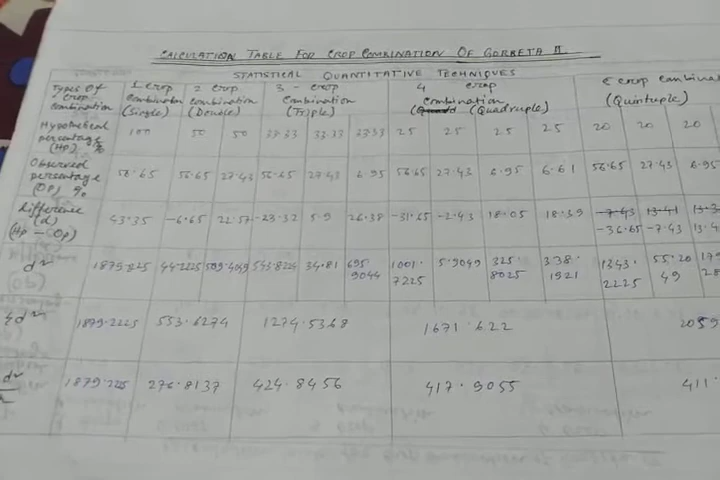 CALCULATION TABLE FOR CROP COMBINATION OF GORBETA II
STATISTICAL QUANTITATIVE TECHNIQUES
Types of crop combination
1 crop combination (Single)
2 crop combination (Double)
3 - crop combination (Triple)
4 crop combination (Quadruple)
crop combina
(Quintuple)
Hypothetical percentage (HP) % 100 50 50 33.33 33.33 33.33 25 25 25 25 20 20 20
Observed percentage (OP) % 56.65 56.65 27.43 56.65 27.43 6.95 56.65 27.43 6.95 6.61 56.65 27.43 6.95
difference (d) (HP - OP) 43.35 -6.65 22.57 -23.32 5.9 26.38 -31.65 -2.43 18.05 18.39 -36.65 -7.43 13.
d² 1879.225 44.2225 509.4049 543.8224 34.81 695.9044 1001.7225 5.9049 325.8025 338.1921 1343.2225 55.2049
1879.2225 553.6274 1274.5368 1671.622 2059
1879.225 276.8137 424.8456 417.9055 411.